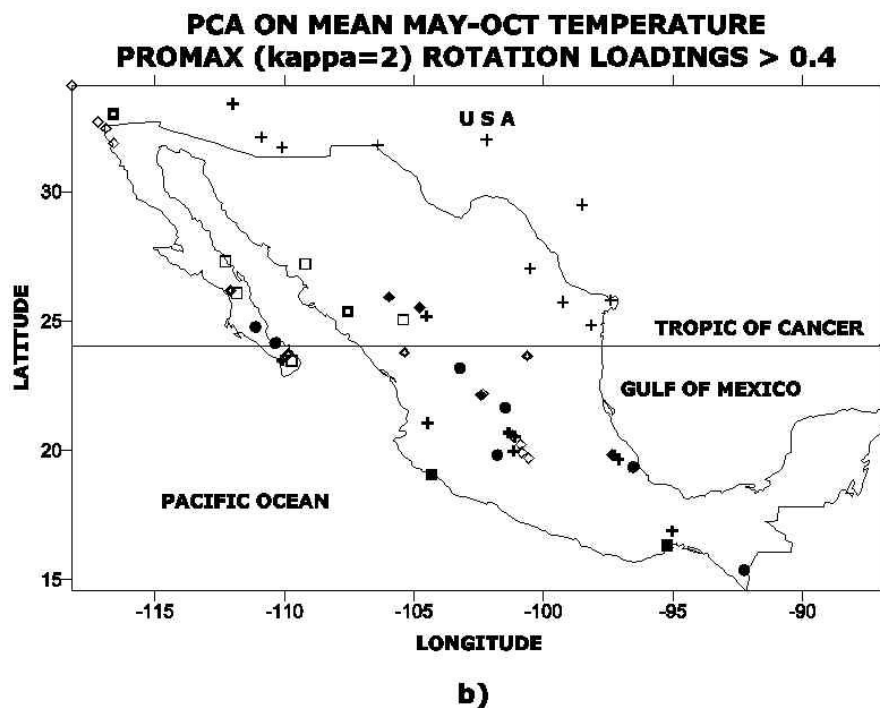 PCA ON MEAN MAY-OCT TEMPERATURE
PROMAX (kappa=2) ROTATION LOADINGS > 0.4
U S A
30
25
TROPIC OF CANCER
LATITUDE
GULF OF MEXICO
20
PACIFIC OCEAN
15
-115 -110 -105 -100 -95 -90
LONGITUDE
b)